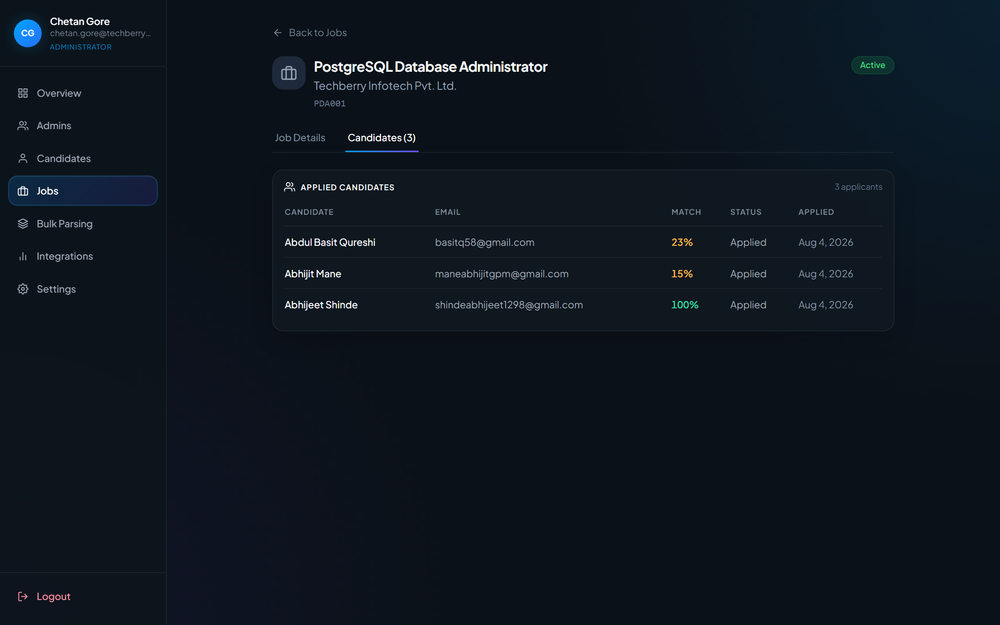 CG
Chetan Gore
chetan.gore@techberry...
ADMINISTRATOR
Overview
Admins
Candidates
Jobs
Bulk Parsing
Integrations
Settings
Logout
Back to Jobs
PostgreSQL Database Administrator
Active
Techberry Infotech Pvt. Ltd.
PDA001
Job Details Candidates (3)
APPLIED CANDIDATES 3 applicants
CANDIDATE EMAIL MATCH STATUS APPLIED
Abdul Basit Qureshi basitq58@gmail.com 23% Applied Aug 4, 2026
Abhijit Mane maneabhijitgpm@gmail.com 15% Applied Aug 4, 2026
Abhijeet Shinde shindeabhijeet1298@gmail.com 100% Applied Aug 4, 2026